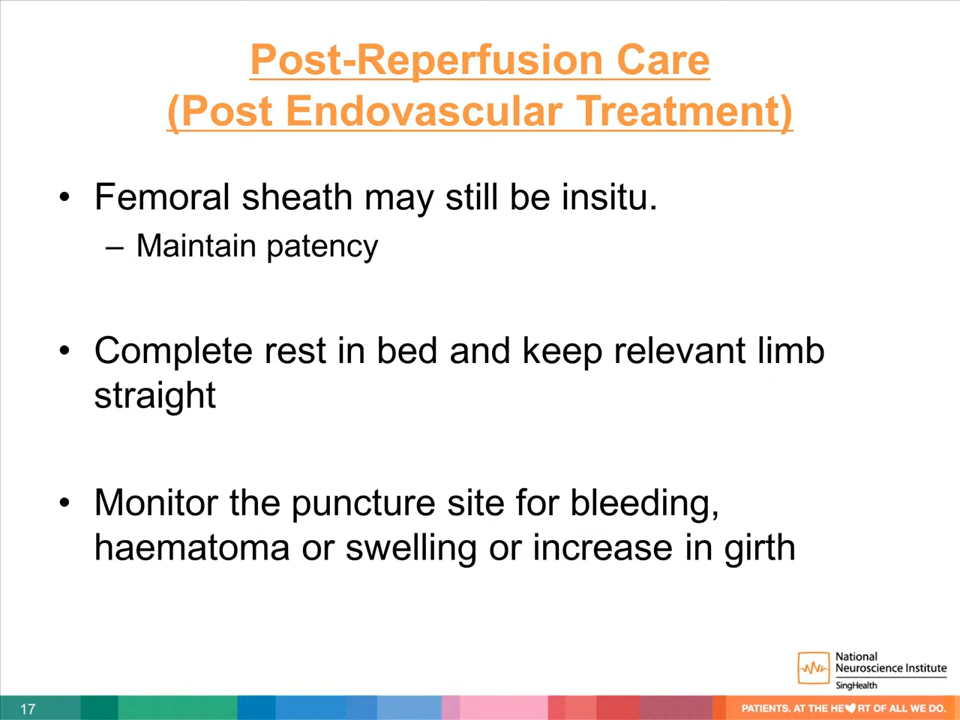 Post-Reperfusion Care
(Post Endovascular Treatment)
• Femoral sheath may still be insitu.
– Maintain patency
• Complete rest in bed and keep relevant limb
straight
• Monitor the puncture site for bleeding,
haematoma or swelling or increase in girth
National
Neuroscience Institute
SingHealth
17
PATIENTS. AT THE HE♥RT OF ALL WE DO.